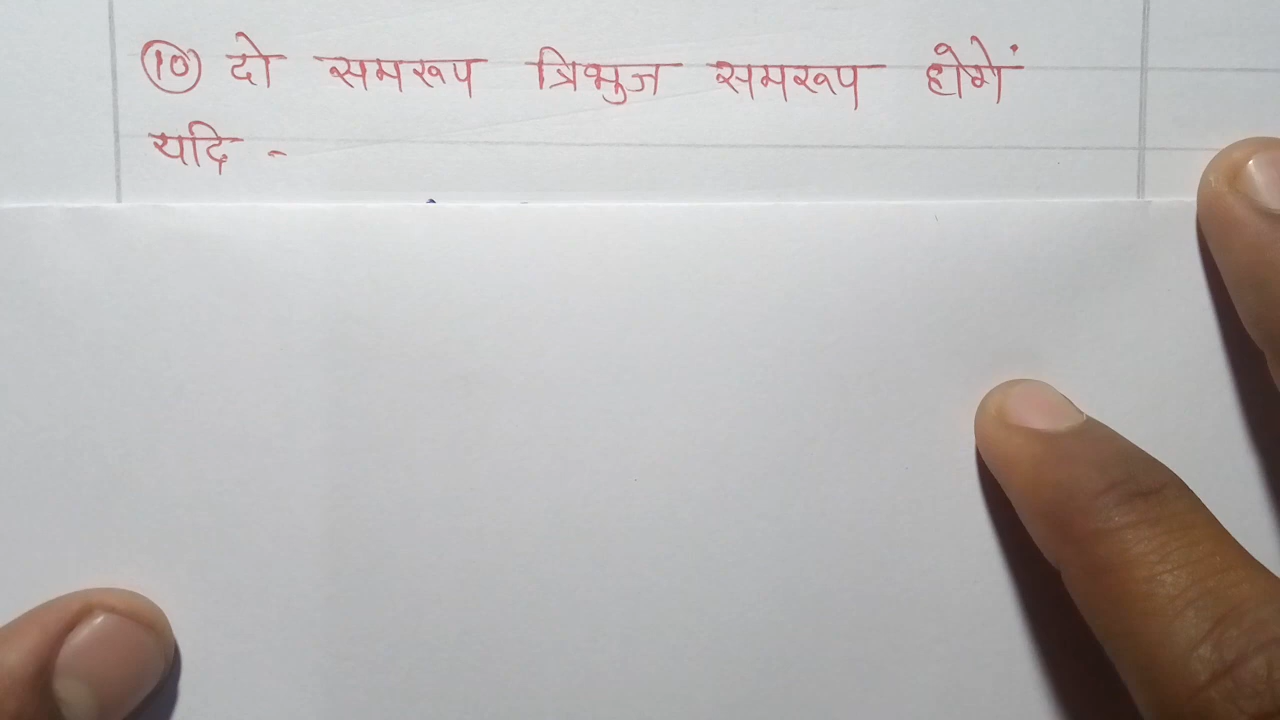 (10) दो समरूप त्रिभुज समरूप होगें
यदि -